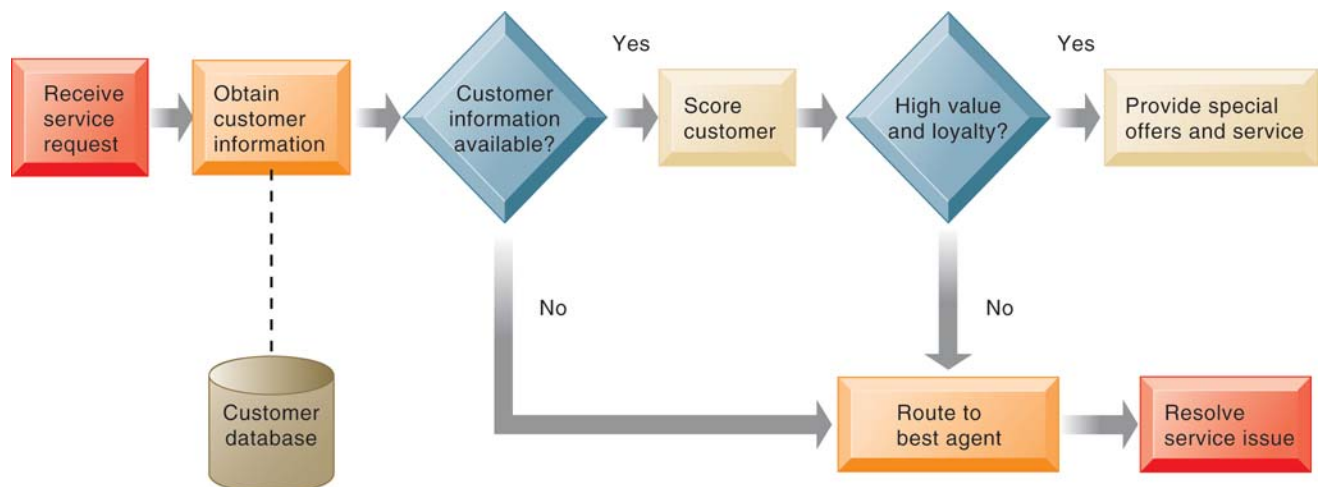 Receive
service
request
Obtain
customer
information
Customer
information
available?
Yes
Score
customer
High value
and loyalty?
Yes
Provide special
offers and service
No
No
Customer
database
Route to
best agent
Resolve
service issue